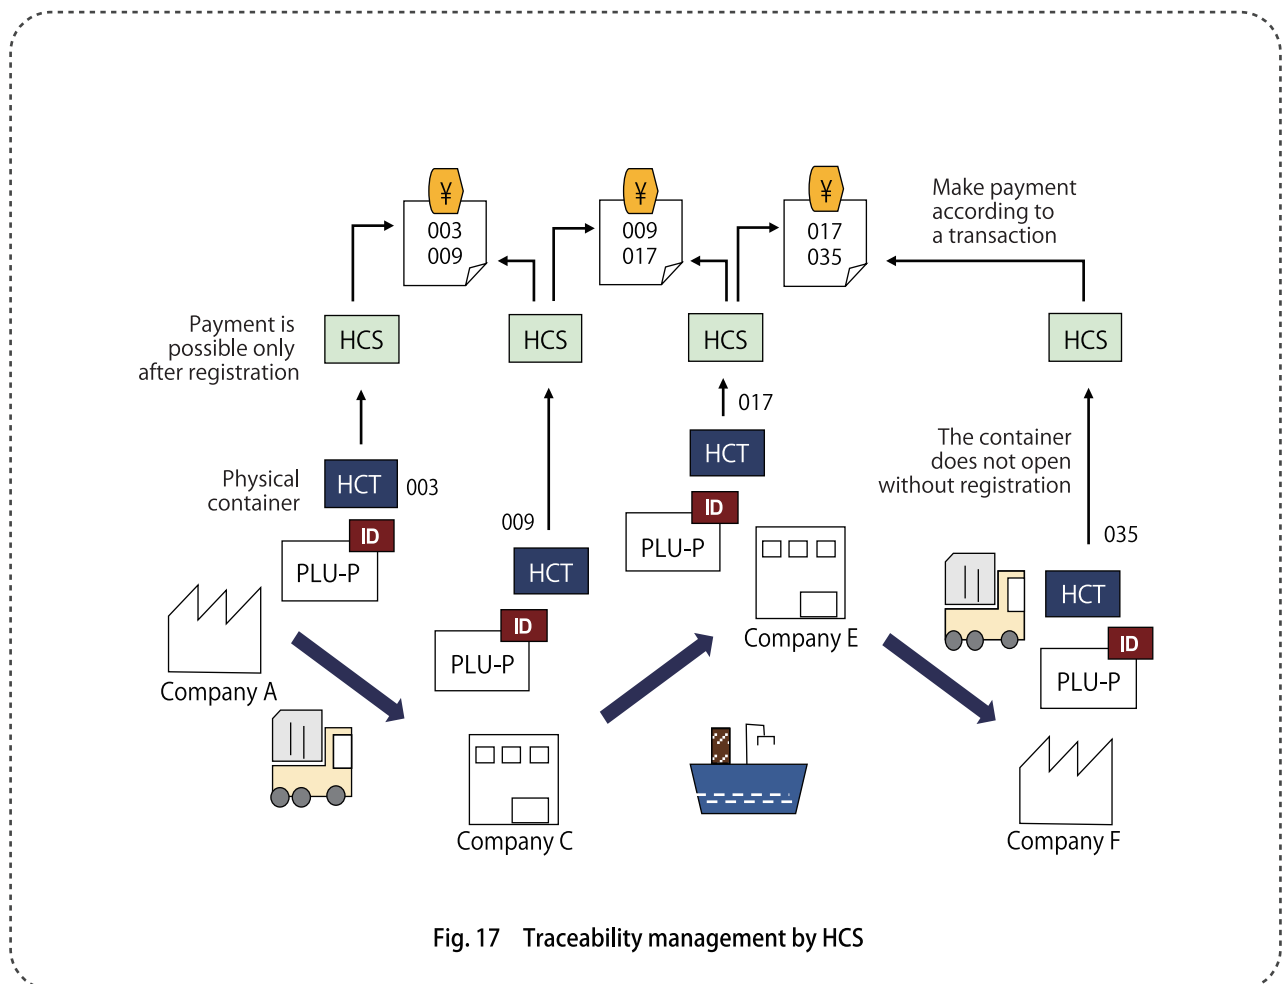 ¥
003
009
¥
009
017
¥
017
035
Make payment
according to
a transaction
Payment is
possible only
after registration
HCS
HCS
HCS
HCS
017
Physical
container
HCT
003
HCT
The container
does not open
without registration
009
ID
PLU-P
ID
PLU-P
035
HCT
HCT
ID
PLU-P
ID
PLU-P
Company A
Company E
Company C
Company F
Fig. 17 Traceability management by HCS